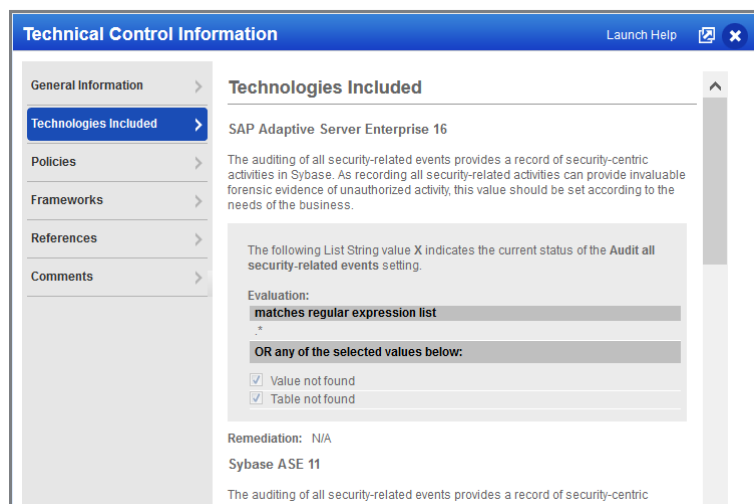 Technical Control Information
Launch Help
General Information
Technologies Included
Policies
Frameworks
References
Comments
Technologies Included
SAP Adaptive Server Enterprise 16
The auditing of all security-related events provides a record of security-centric
activities in Sybase. As recording all security-related activities can provide invaluable
forensic evidence of unauthorized activity, this value should be set according to the
needs of the business.
The following List String value X indicates the current status of the Audit all
security-related events setting.
Evaluation:
matches regular expression list
.*
OR any of the selected values below:
Value not found
Table not found
Remediation: N/A
Sybase ASE 11
The auditing of all security-related events provides a record of security-centric